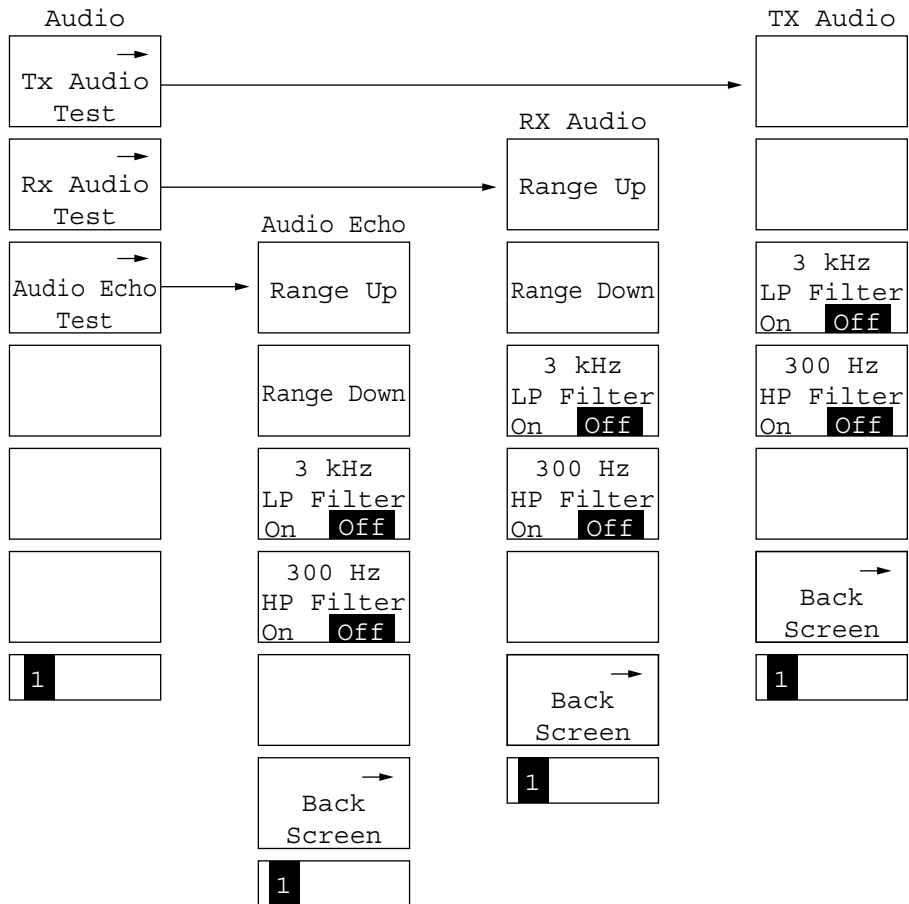 Audio
Tx Audio
Test
Rx Audio
Test
Audio Echo
Test
1
Audio Echo
Range Up
Range Down
3 kHz
LP Filter
On Off
300 Hz
HP Filter
On Off
Back
Screen
1
RX Audio
Range Up
Range Down
3 kHz
LP Filter
On Off
300 Hz
HP Filter
On Off
Back
Screen
1
TX Audio
3 kHz
LP Filter
On Off
300 Hz
HP Filter
On Off
Back
Screen
1